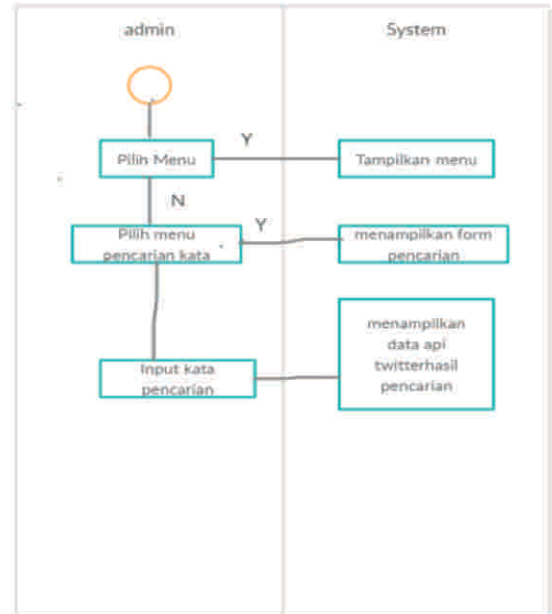 admin
System
Y
Pilih Menu
Tampilkan menu
N
Y
Pilih menu
pencarian kata
menampilkan form
pencarian
menampilkan
data api
twitterhasil
pencarian
Input kata
pencarian